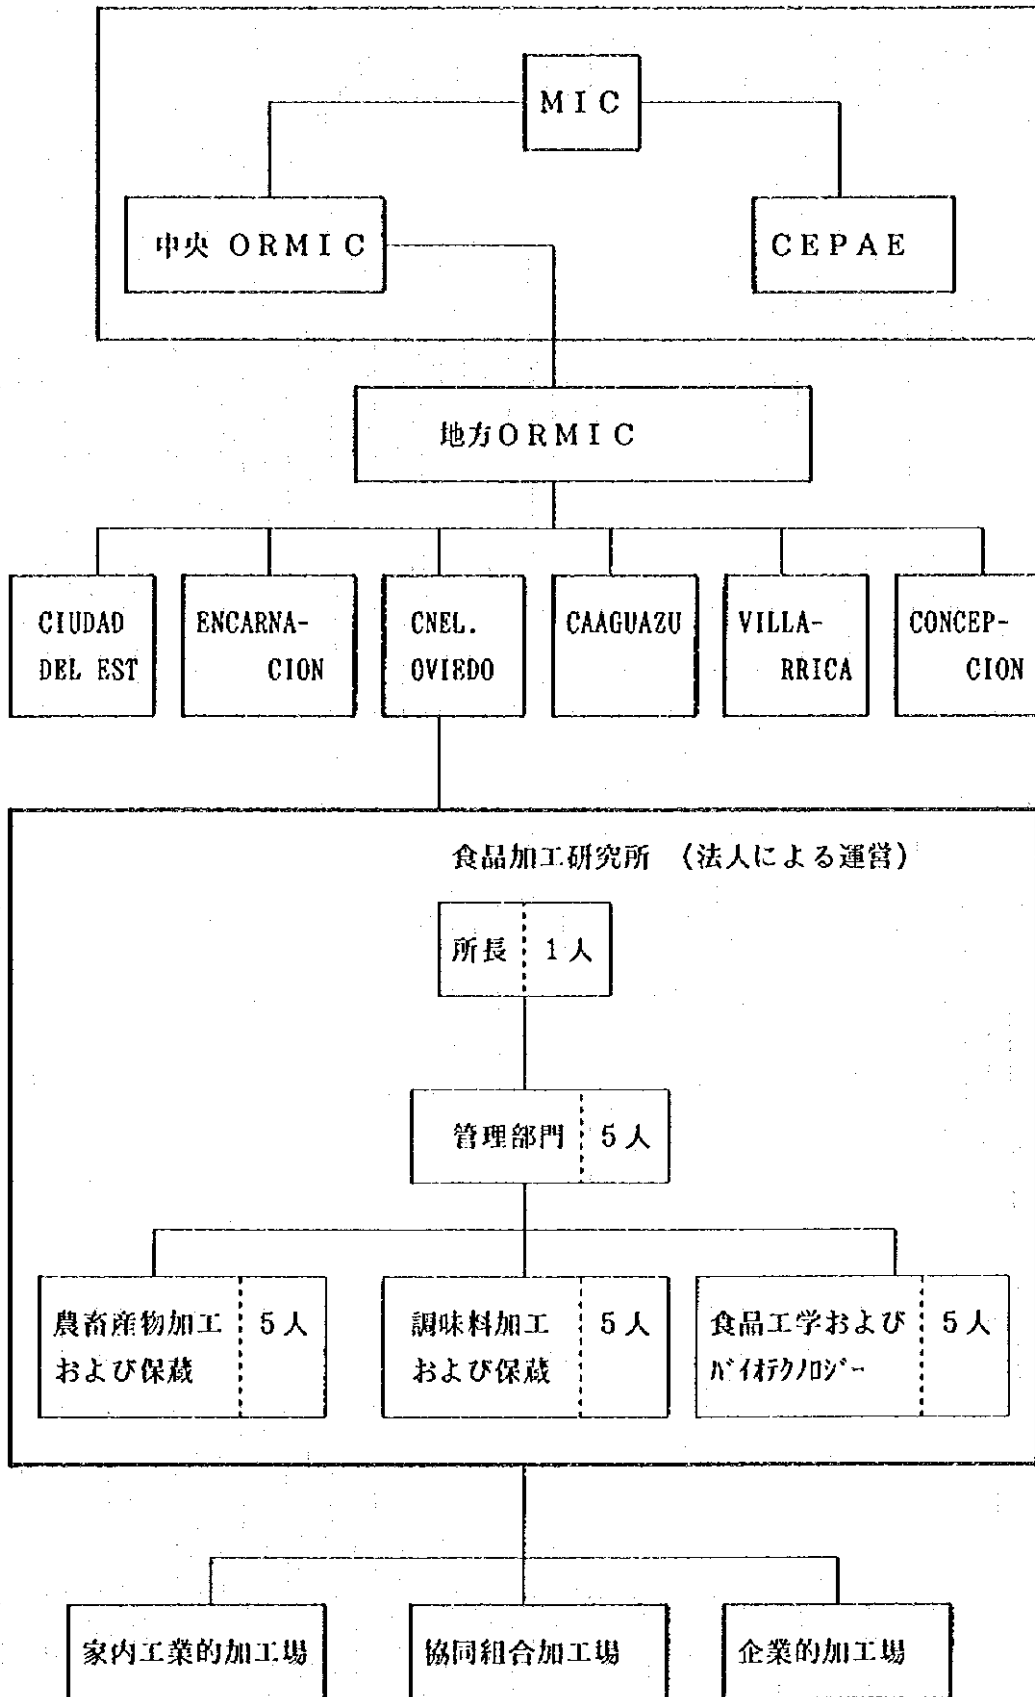 MIC
中央 ORMIC
CEPAE
地方ORMIC
CIUDAD
DEL EST
ENCARNA-
CION
CNEL.
OVIEDO
CAAGUAZU
VILLA-
RRICA
CONCEP-
CION
食品加工研究所 (法人による運営)
所長 1人
管理部門 5人
農畜産物加工 5人
および保蔵
調味料加工 5人
および保蔵
食品工学および 5人
バイオテクノロジー
家内工業的加工場
協同組合加工場
企業的加工場